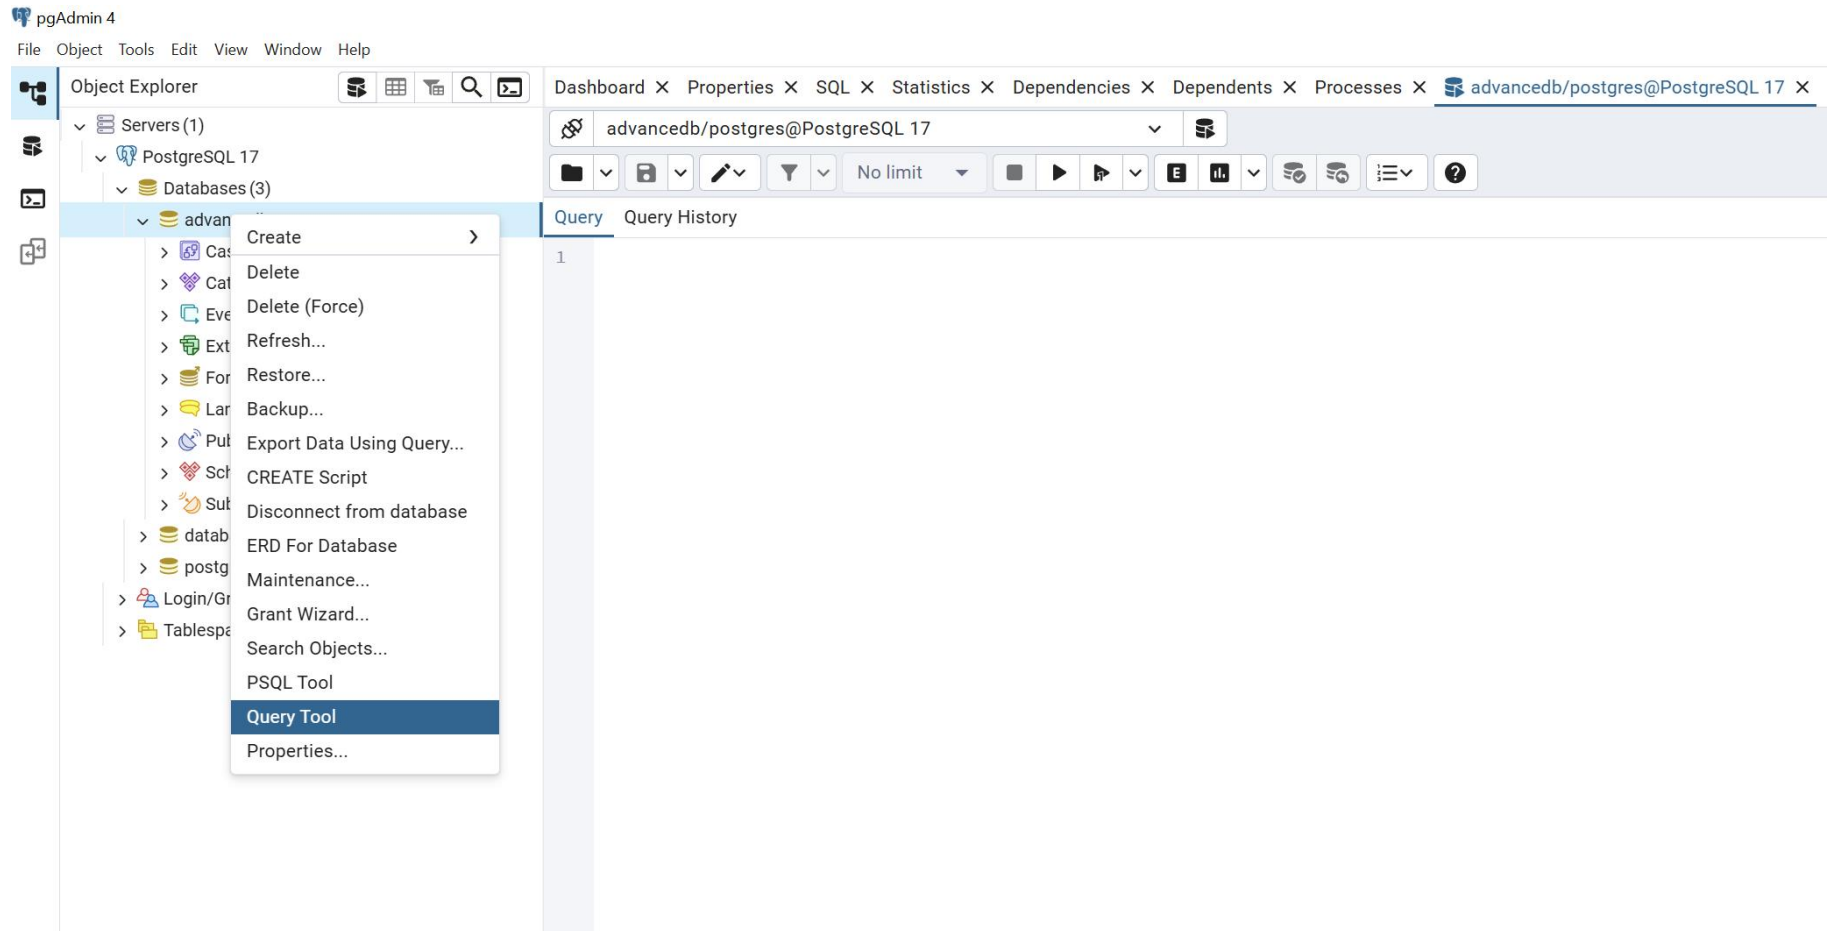 pgAdmin 4
File Object Tools Edit View Window Help
Object Explorer
Dashboard Properties SQL Statistics Dependencies Dependents Processes advancedb/postgres@PostgreSQL 17
Servers (1)
PostgreSQL 17
Databases (3)
advancedb/postgres@PostgreSQL 17
No limit
E
Query Query History
1
Create
Delete
Delete (Force)
Refresh...
Restore...
Backup...
Export Data Using Query...
CREATE Script
Disconnect from database
ERD For Database
Maintenance...
Grant Wizard...
Search Objects...
PSQL Tool
Query Tool
Properties...
advan
Cas
Cat
Eve
Ext
For
Lan
Pub
Sch
Sub
datab
postg
Login/Gr
Tablespa